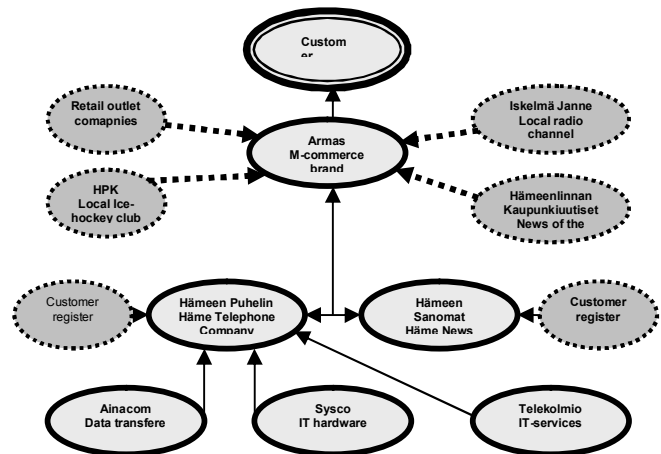 Custom
er
Retail outlet
comapnies
Iskelmä Janne
Local radio
channel
Armas
M-commerce
brand
HPK
Local Ice-
hockey club
Hämeenlinnan
Kaupunkiuutiset
News of the
Customer
register
Hämeen Puhelin
Häme Telephone
Company
Hämeen
Sanomat
Häme News
Customer
register
Ainacom
Data transfere
Sysco
IT hardware
Telekolmio
IT-services